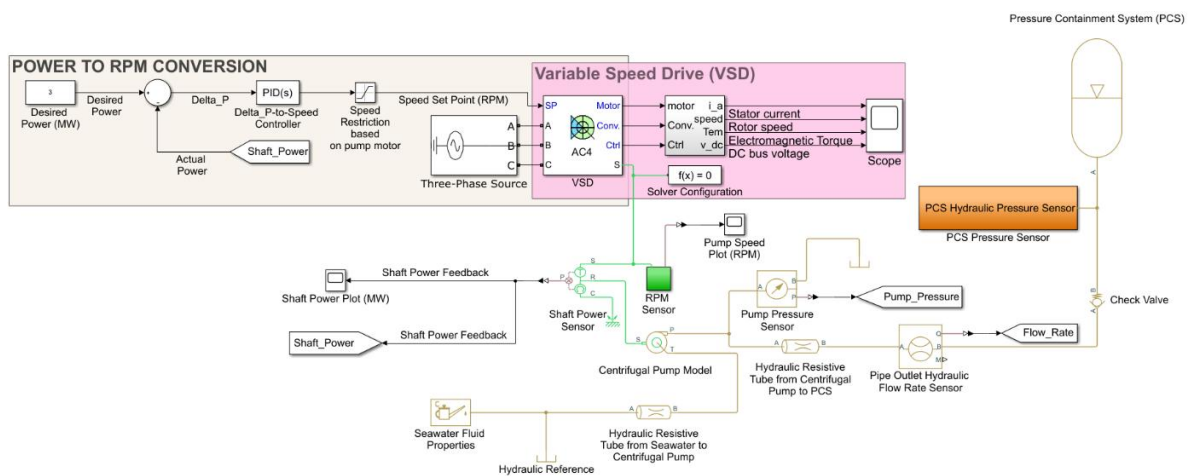 Pressure Containment System (PCS)
POWER TO RPM CONVERSION
Variable Speed Drive (VSD)
3
Desired
Power (MW)
Desired
Power
+
-
Delta_P
PID(s)
Delta_P-to-Speed
Controller
Speed
Restriction
based
on pump motor
Speed Set Point (RPM)
Actual
Power
Shaft_Power
A
B
C
Three-Phase Source
SP
A
B
C
Motor
Conv.
Ctrl
S
AC4
VSD
motor
Conv.
Ctrl
i_a
speed
Tem
v_dc
Stator current
Rotor speed
Electromagnetic Torque
DC bus voltage
Scope
f(x) = 0
Solver Configuration
A
PCS Hydraulic Pressure Sensor
PCS Pressure Sensor
Pump Speed
Plot (RPM)
Shaft Power Feedback
Shaft Power Plot (MW)
P
S
R
C
Shaft Power
Sensor
RPM
Sensor
A
B
P
Pump_Pressure
Pump Pressure
Sensor
B
A
Check Valve
Shaft Power Feedback
Shaft_Power
S
P
T
Centrifugal Pump Model
A
B
Hydraulic Resistive
Tube from Centrifugal
Pump to PCS
A
Q
B
M
Flow_Rate
Pipe Outlet Hydraulic
Flow Rate Sensor
Seawater Fluid
Properties
A
B
Hydraulic Resistive
Tube from Seawater to
Centrifugal Pump
Hydraulic Reference